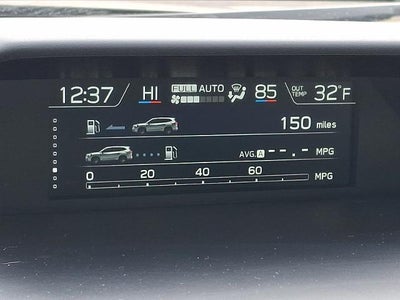 12:37 HI FULL AUTO 85 OUT TEMP 32°F
150 miles
AVG. A --.- MPG
0 20 40 60 MPG